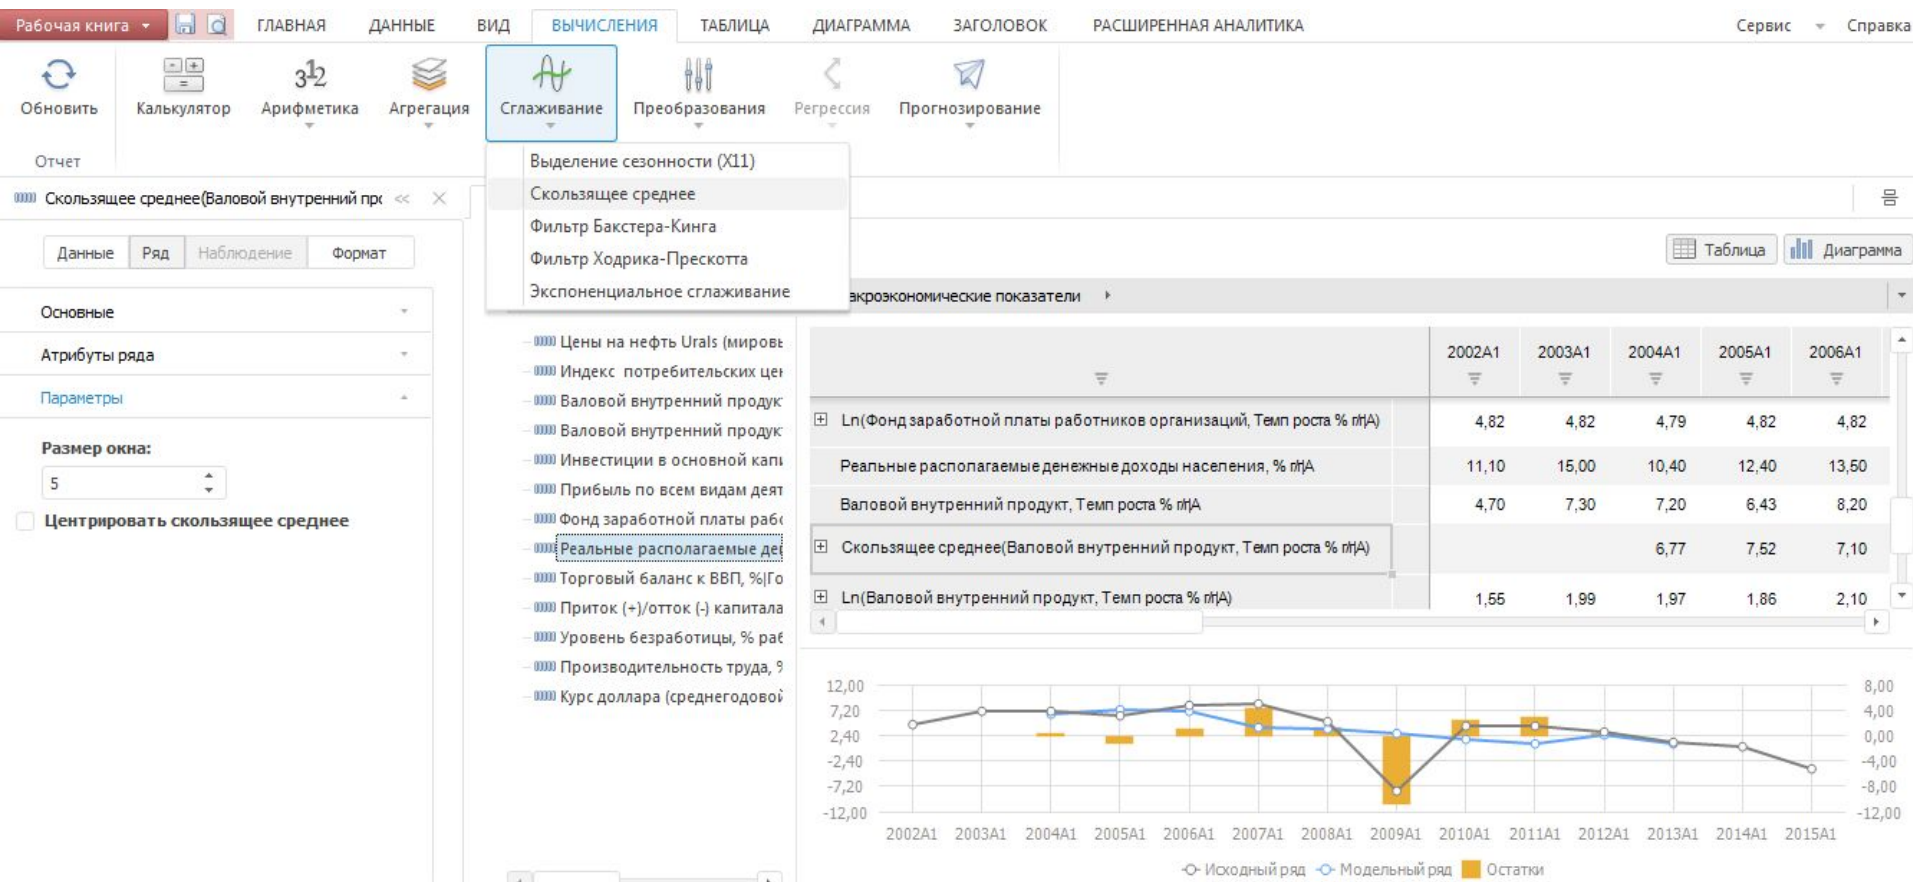 Рабочая книга ГЛАВНАЯ ДАННЫЕ ВИД ВЫЧИСЛЕНИЯ ТАБЛИЦА ДИАГРАММА ЗАГОЛОВОК РАСШИРЕННАЯ АНАЛИТИКА Сервис Справка
Обновить Калькулятор Арифметика Агрегация Сглаживание Преобразования Регрессия Прогнозирование
Отчет
Выделение сезонности (X11)
Скользящее среднее
Фильтр Бакстера-Кинга
Фильтр Ходрика-Прескотта
Экспоненциальное сглаживание
Скользящее среднее(Валовой внутренний прс
Данные Ряд Наблюдение Формат
Основные
Атрибуты ряда
Параметры
Размер окна:
5
Центрировать скользящее среднее
Таблица Диаграмма
акроэкономические показатели
Цены на нефть Urals (мировы
Индекс потребительских цен
Валовой внутренний продукт
Валовой внутренний продукт
Инвестиции в основной капи
Прибыль по всем видам деят
Фонд заработной платы рабо
Реальные располагаемые ден
Торговый баланс к ВВП, %|Го
Приток (+)/отток (-) капитала
Уровень безработицы, % раб
Производительность труда, %
Курс доллара (среднегодовой
2002A1 2003A1 2004A1 2005A1 2006A1
Ln(Фонд заработной платы работников организаций, Темп роста % г/г|A) 4,82 4,82 4,79 4,82 4,82
Реальные располагаемые денежные доходы населения, % г/г|A 11,10 15,00 10,40 12,40 13,50
Валовой внутренний продукт, Темп роста % г/г|A 4,70 7,30 7,20 6,43 8,20
Скользящее среднее(Валовой внутренний продукт, Темп роста % г/г|A) 6,77 7,52 7,10
Ln(Валовой внутренний продукт, Темп роста % г/г|A) 1,55 1,99 1,97 1,86 2,10
12,00 8,00
7,20 4,00
2,40 0,00
-2,40 -4,00
-7,20 -8,00
-12,00 -12,00
2002A1 2003A1 2004A1 2005A1 2006A1 2007A1 2008A1 2009A1 2010A1 2011A1 2012A1 2013A1 2014A1 2015A1
Исходный ряд Модельный ряд Остатки